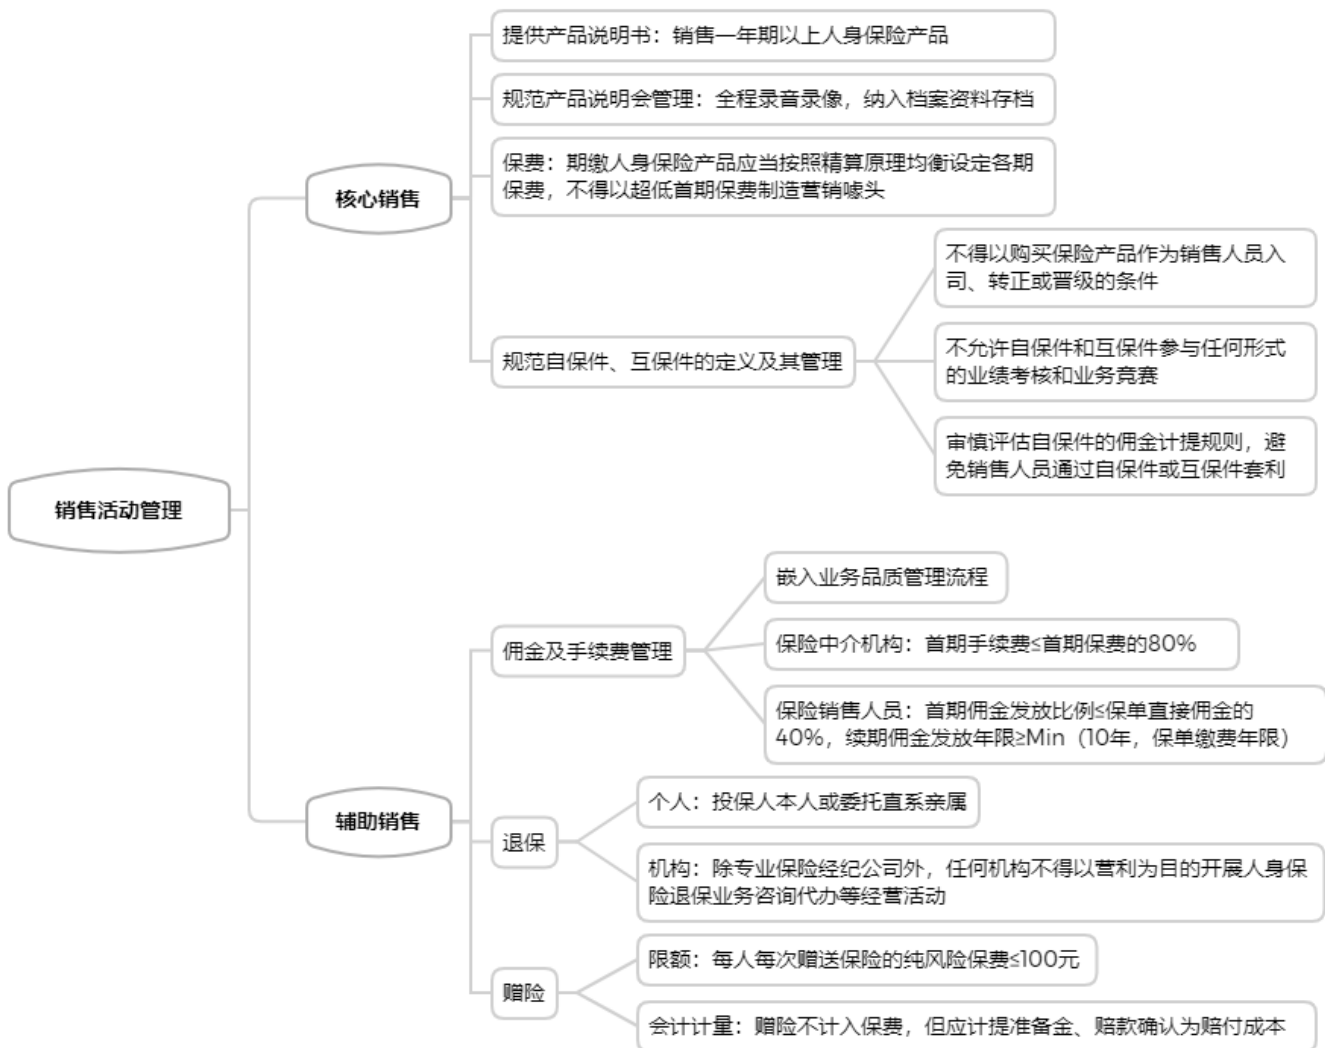 提供产品说明书：销售一年期以上人身保险产品
规范产品说明会管理：全程录音录像，纳入档案资料存档
保费：期缴人身保险产品应当按照精算原理均衡设定各期
保费，不得以超低首期保费制造营销噱头
核心销售
不得以购买保险产品作为销售人员入
司、转正或晋级的条件
规范自保件、互保件的定义及其管理
不允许自保件和互保件参与任何形式
的业绩考核和业务竞赛
审慎评估自保件的佣金计提规则，避
免销售人员通过自保件或互保件套利
销售活动管理
嵌入业务品质管理流程
佣金及手续费管理
保险中介机构：首期手续费≤首期保费的80%
保险销售人员：首期佣金发放比例≤保单直接佣金的
40%，续期佣金发放年限≥Min（10年，保单缴费年限）
辅助销售
个人：投保人本人或委托直系亲属
退保
机构：除专业保险经纪公司外，任何机构不得以营利为目的开展人身保
险退保业务咨询代办等经营活动
限额：每人每次赠送保险的纯风险保费≤100元
赠险
会计计量：赠险不计入保费，但应计提准备金、赔款确认为赔付成本